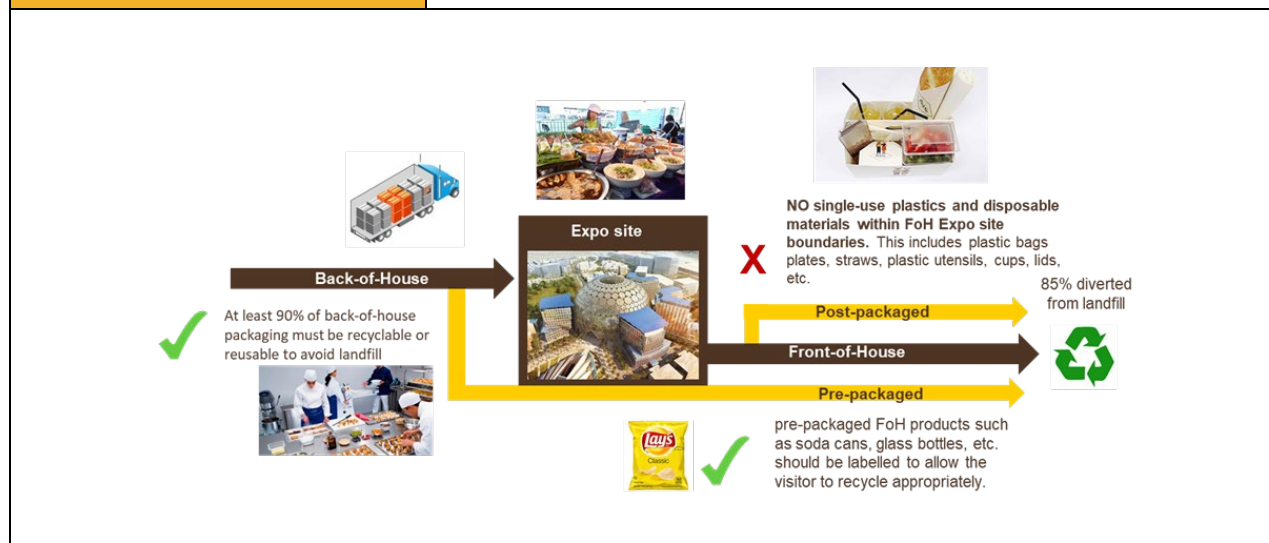 NO single-use plastics and disposable
materials within FoH Expo site
boundaries. This includes plastic bags
plates, straws, plastic utensils, cups, lids,
etc.
Expo site
X
Back-of-House
85% diverted
from landfill
Post-packaged
At least 90% of back-of-house
packaging must be recyclable or
reusable to avoid landfill
Front-of-House
Pre-packaged
Lay's
Classic
pre-packaged FoH products such
as soda cans, glass bottles, etc.
should be labelled to allow the
visitor to recycle appropriately.